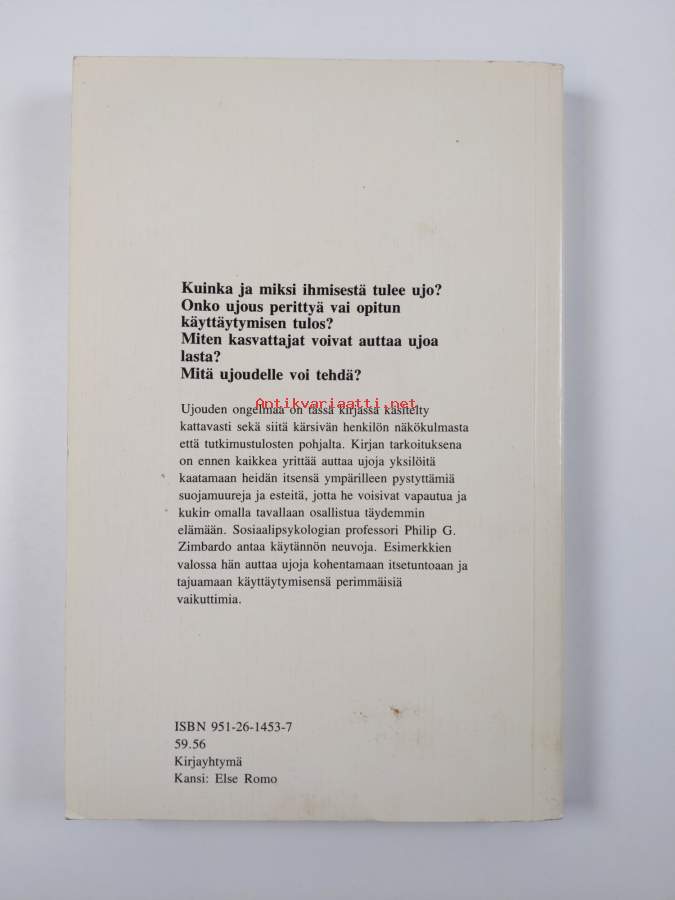 Kuinka ja miksi ihmisestä tulee ujo?
Onko ujous perittyä vai opitun
käyttäytymisen tulos?
Miten kasvattajat voivat auttaa ujoa
lasta?
Mitä ujoudelle voi tehdä?
Antikvariaatti.net
Ujouden ongelmaa on tässä kirjassa käsitelty
kattavasti sekä siitä kärsivän henkilön näkökulmasta
että tutkimustulosten pohjalta. Kirjan tarkoituksena
on ennen kaikkea yrittää auttaa ujoja yksilöitä
kaatamaan heidän itsensä ympärilleen pystyttämiä
suojamuureja ja esteitä, jotta he voisivat vapautua ja
kukin omalla tavallaan osallistua täydemmin
elämään. Sosiaalipsykologian professori Philip G.
Zimbardo antaa käytännön neuvoja. Esimerkkien
valossa hän auttaa ujoja kohentamaan itsetuntoaan ja
tajuamaan käyttäytymisensä perimmäisiä
vaikuttimia.
ISBN 951-26-1453-7
59.56
Kirjayhtymä
Kansi: Else Romo